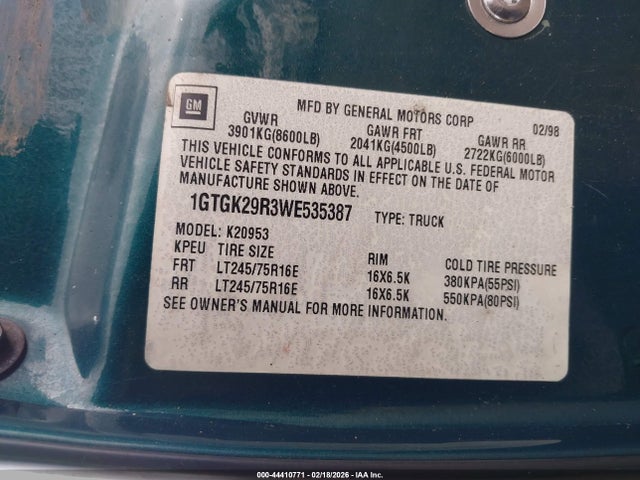 GM
MFD BY GENERAL MOTORS CORP 02/98
GVWR GAWR FRT GAWR RR
3901KG(8600LB) 2041KG(4500LB) 2722KG(6000LB)
THIS VEHICLE CONFORMS TO ALL APPLICABLE U.S. FEDERAL MOTOR
VEHICLE SAFETY STANDARDS IN EFFECT ON THE DATE OF
MANUFACTURE SHOWN ABOVE.
1GTGK29R3WE535387 TYPE: TRUCK
MODEL: K20953
KPEU TIRE SIZE RIM COLD TIRE PRESSURE
FRT LT245/75R16E 16X6.5K 380KPA(55PSI)
RR LT245/75R16E 16X6.5K 550KPA(80PSI)
SEE OWNER'S MANUAL FOR MORE INFORMATION.
000-44410771 - 02/18/2026 - IAA Inc.